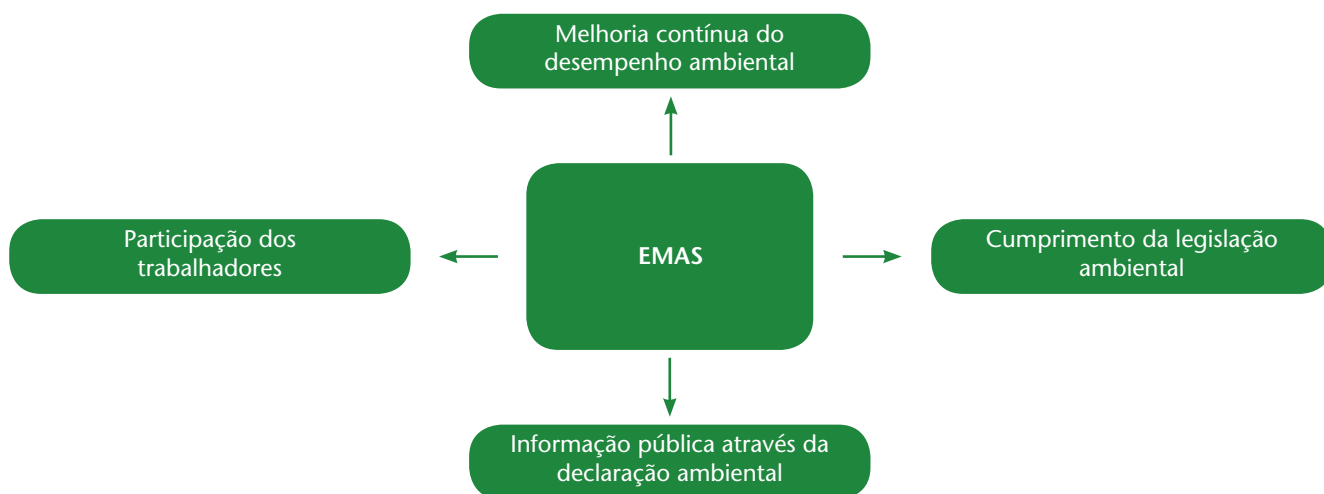 Melhoria contínua do
desempenho ambiental
Participação dos
trabalhadores
EMAS
Cumprimento da legislação
ambiental
Informação pública através da
declaração ambiental